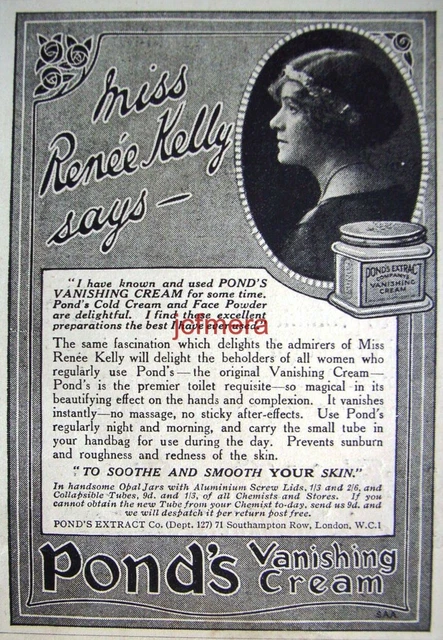 Miss
Renée Kelly
says –
POND'S EXTRACT
COMPANY'S
VANISHING
CREAM
"I have known and used POND'S
VANISHING CREAM for some time.
Pond's Cold Cream and Face Powder
are delightful. I find these excellent
preparations the best I have
jofmora
The same fascination which delights the admirers of Miss
Renée Kelly will delight the beholders of all women who
regularly use Pond's—the original Vanishing Cream—
Pond's is the premier toilet requisite—so magical in its
beautifying effect on the hands and complexion. It vanishes
instantly—no massage, no sticky after-effects. Use Pond's
regularly night and morning, and carry the small tube in
your handbag for use during the day. Prevents sunburn
and roughness and redness of the skin.
"TO SOOTHE AND SMOOTH YOUR SKIN."
In handsome Opal Jars with Aluminium Screw Lids, 1/3 and 2/6, and
Collapsible Tubes, 9d. and 1/3, of all Chemists and Stores. If you
cannot obtain the new Tube from your Chemist to-day, send us 9d. and
we will despatch it per return post free.
POND'S EXTRACT Co. (Dept. 127) 71 Southampton Row, London, W.C.1
Pond's Vanishing
Cream